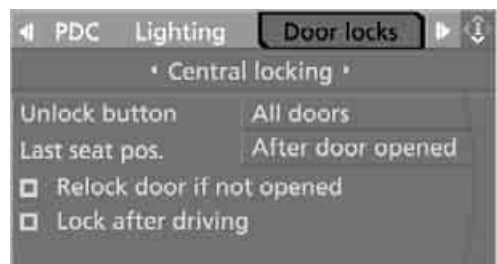 PDC Lighting Door locks
Central locking
Unlock button All doors
Last seat pos. After door opened
Relock door if not opened
Lock after driving